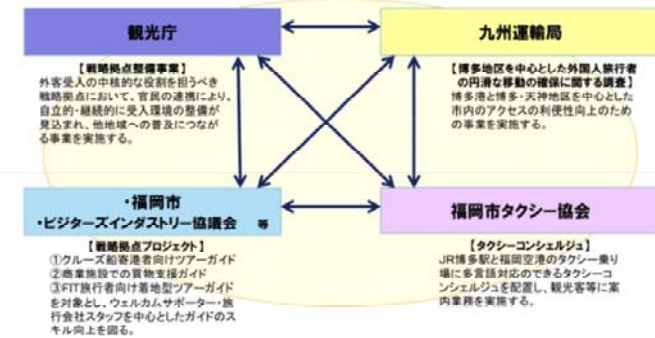 観光庁
九州運輸局
【戦略拠点整備事業】
外客受入の中核的な役割を担うべき
戦略拠点において、官民の連携により、
自立的・継続的に受入環境の整備が
見込まれ、他地域への普及につなが
る事業を実施する。
【博多地区を中心とした外国人旅行者
の円滑な移動の確保に関する調査】
博多港と博多・天神地区を中心とした
市内のアクセスの利便性向上のため
の事業を実施する。
・福岡市
・ビジターズインダストリー協議会 等
福岡市タクシー協会
【戦略拠点プロジェクト】
①クルーズ船寄港者向けツアーガイド
②商業施設での買物支援ガイド
③FIT旅行者向け着地型ツアーガイド
を対象とし、ウェルカムサポーター・旅
行会社スタッフを中心としたガイドのス
キル向上を図る。
【タクシーコンシェルジュ】
JR博多駅と福岡空港のタクシー乗り
場に多言語対応のできるタクシーコ
ンシェルジュを配置し、観光客等に案
内業務を実施する。